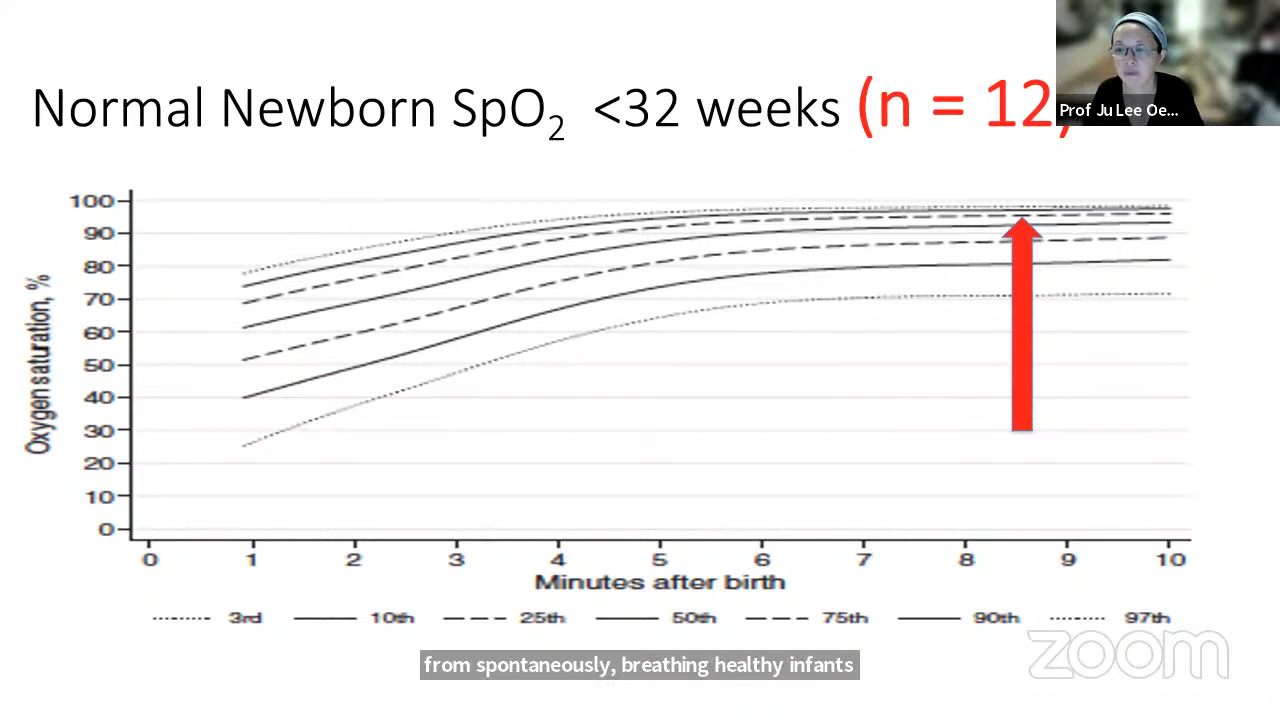 Normal Newborn SpO₂ <32 weeks (n = 12
Prof Ju Lee Oe...
100
90
80
70
60
50
40
30
20
10
0
Oxygen saturation, %
0 1 2 3 4 5 6 7 8 9 10
Minutes after birth
3rd 10th 25th 50th 75th 90th 97th
zoom
from spontaneously, breathing healthy infants